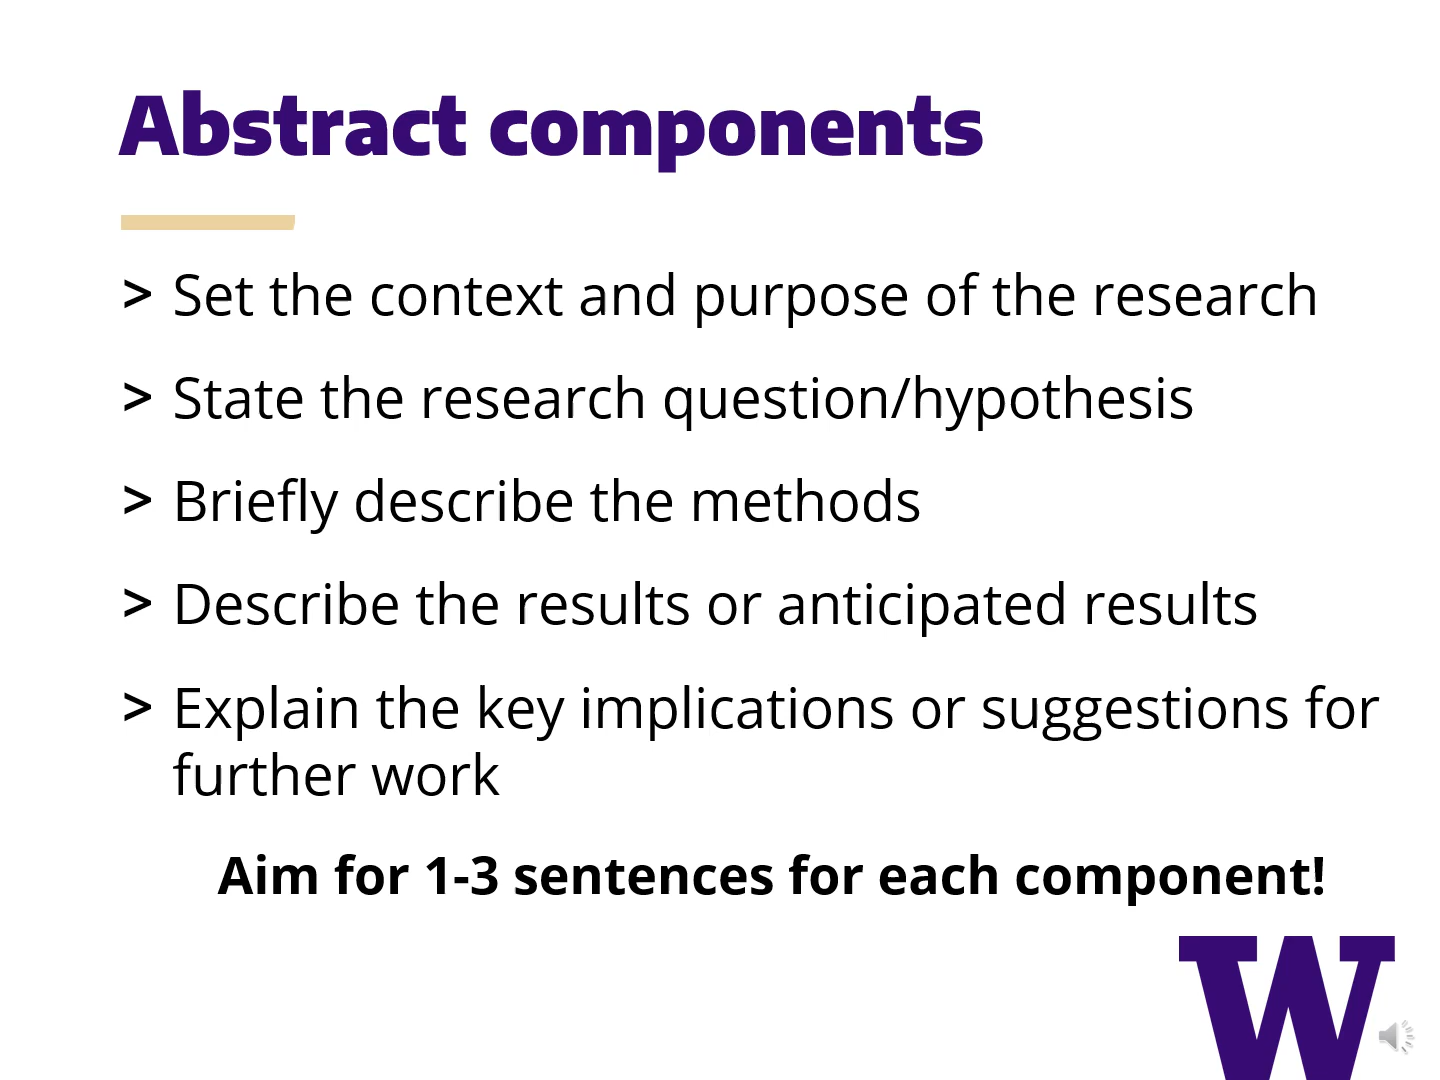 Abstract components
> Set the context and purpose of the research
> State the research question/hypothesis
> Briefly describe the methods
> Describe the results or anticipated results
> Explain the key implications or suggestions for
further work
Aim for 1-3 sentences for each component!
W